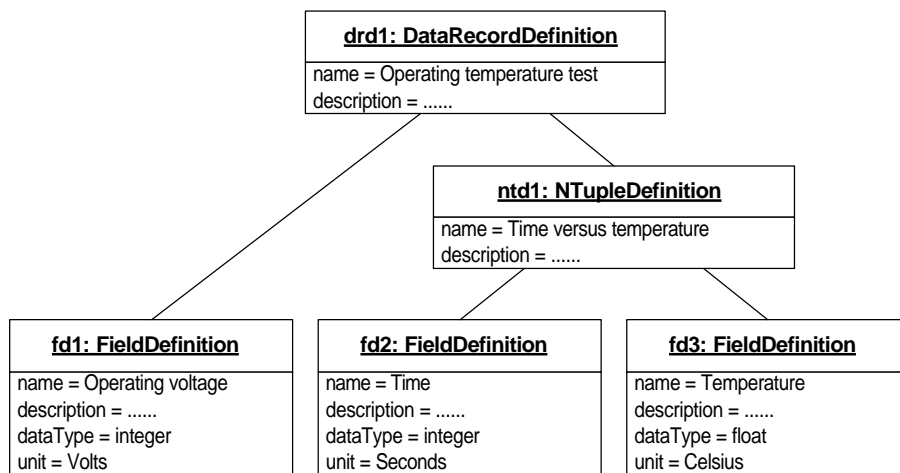 drd1: DataRecordDefinition
name = Operating temperature test
description = ......
ntd1: NTupleDefinition
name = Time versus temperature
description = ......
fd1: FieldDefinition
name = Operating voltage
description = ......
dataType = integer
unit = Volts
fd2: FieldDefinition
name = Time
description = ......
dataType = integer
unit = Seconds
fd3: FieldDefinition
name = Temperature
description = ......
dataType = float
unit = Celsius